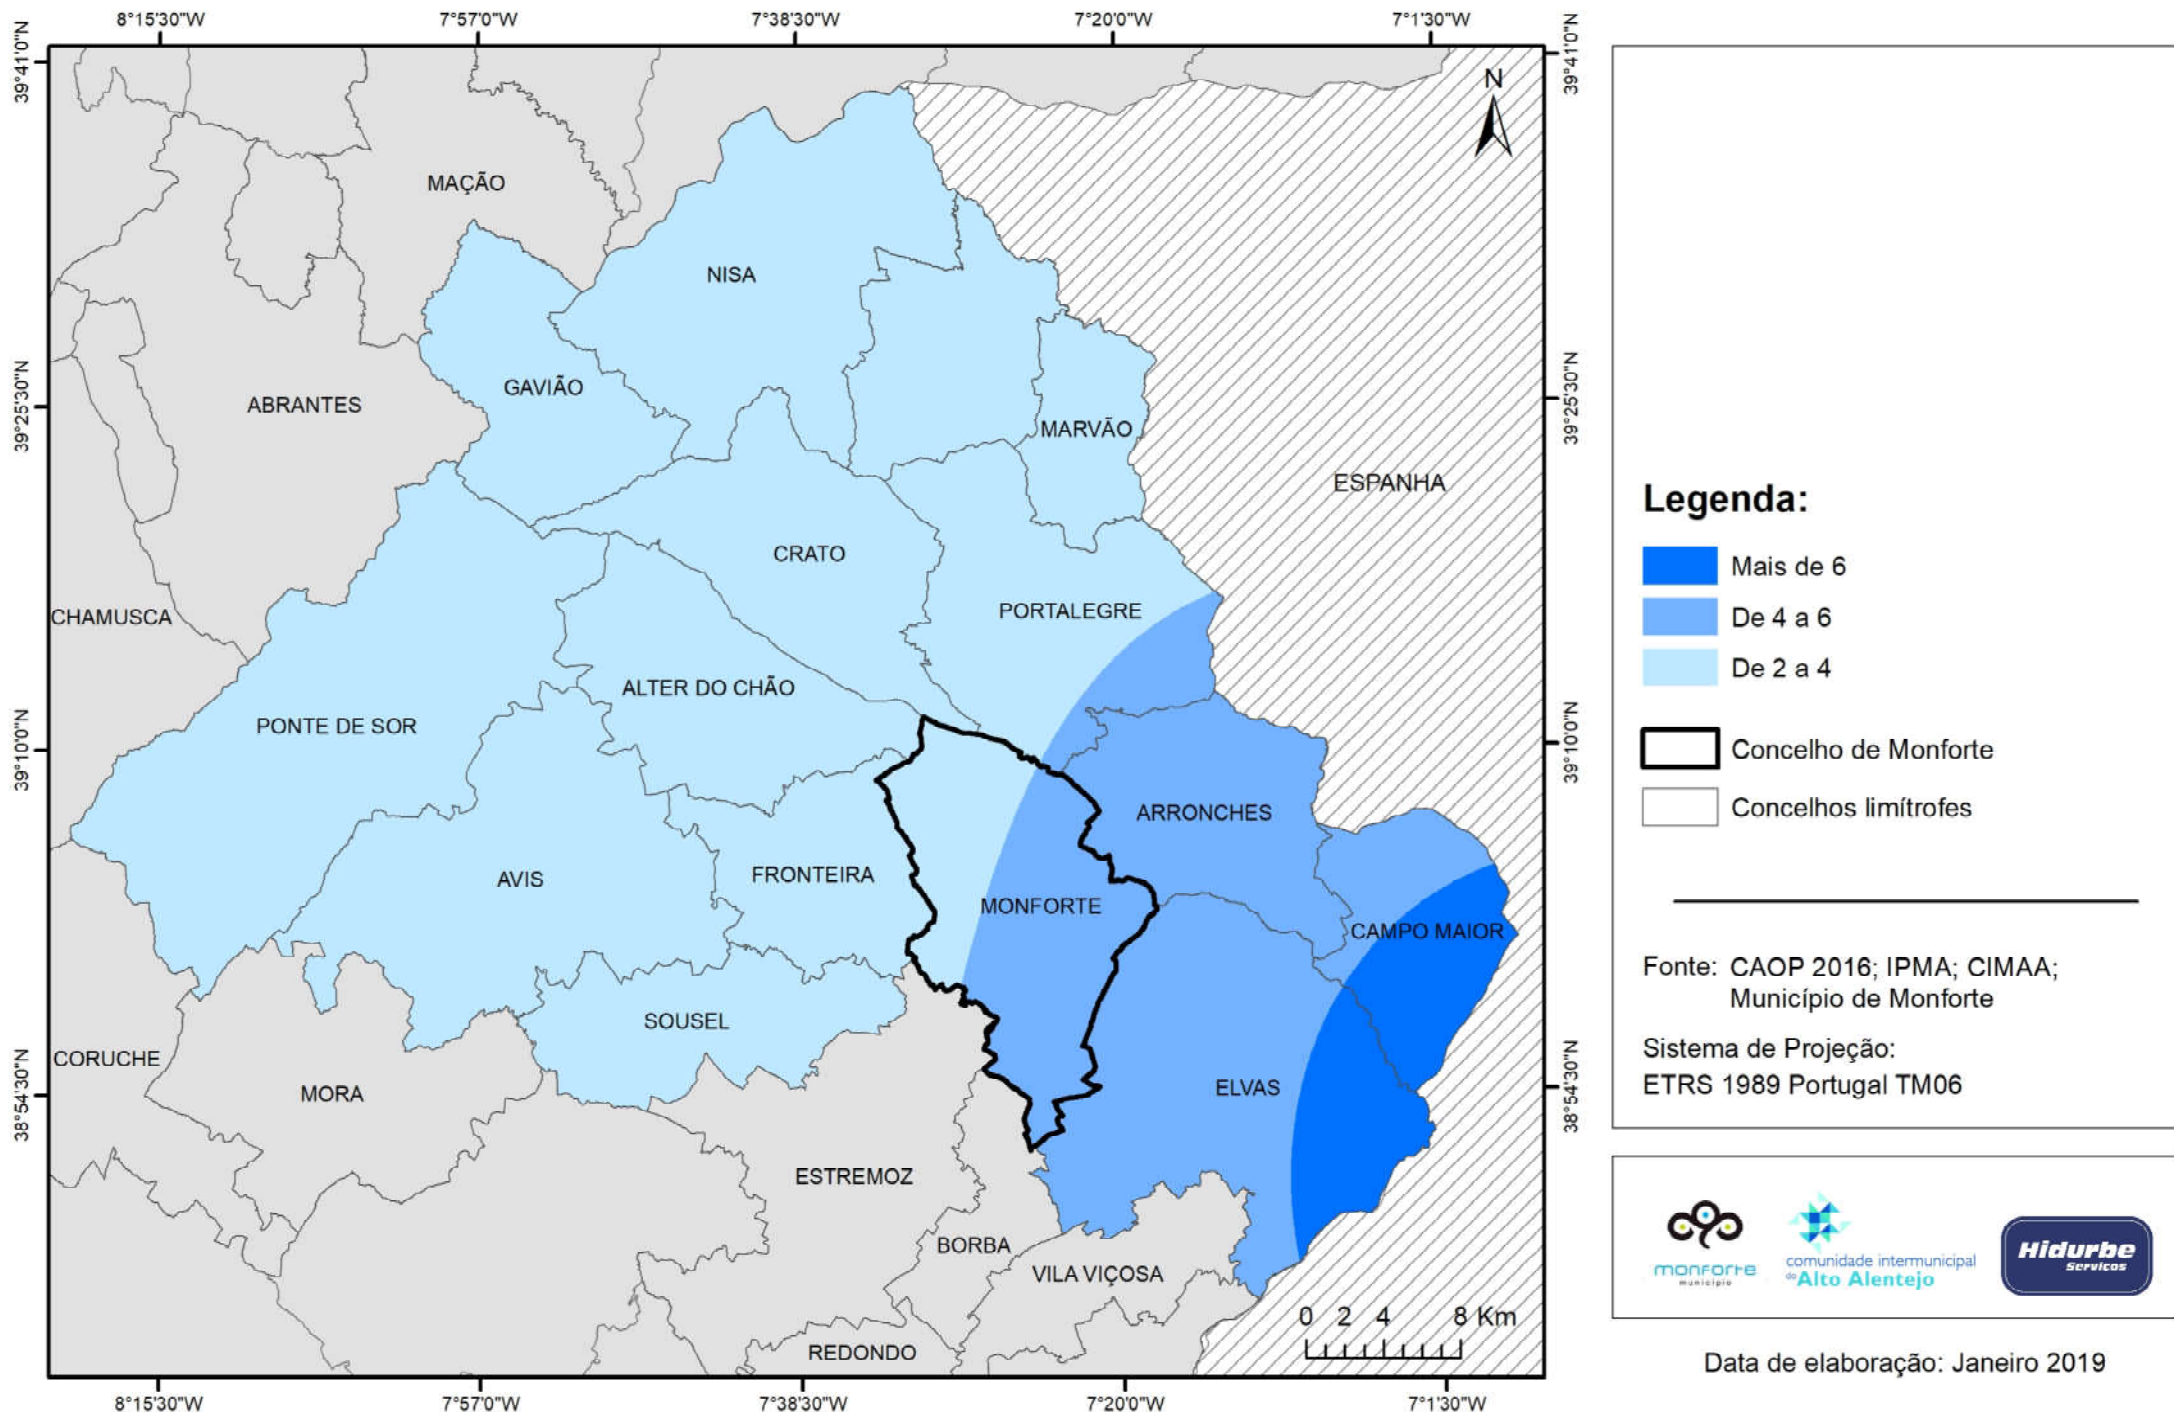 8°15'30"W
7°57'0"W
7°38'30"W
7°20'0"W
7°1'30"W
39°41'0"N
39°41'0"N
N
MAÇÃO
NISA
GAVIÃO
ABRANTES
39°25'30"N
39°25'30"N
MARVÃO
ESPANHA
CRATO
CHAMUSCA
PORTALEGRE
ALTER DO CHÃO
PONTE DE SOR
39°10'0"N
39°10'0"N
ARRONCHES
FRONTEIRA
AVIS
MONFORTE
CAMPO MAIOR
SOUSEL
CORUCHE
MORA
ELVAS
38°54'30"N
38°54'30"N
ESTREMOZ
BORBA
VILA VIÇOSA
REDONDO
0 2 4 8 Km
8°15'30"W
7°57'0"W
7°38'30"W
7°20'0"W
7°1'30"W
Legenda:
Mais de 6
De 4 a 6
De 2 a 4
Concelho de Monforte
Concelhos limítrofes
Fonte: CAOP 2016; IPMA; CIMAA;
Município de Monforte
Sistema de Projeção:
ETRS 1989 Portugal TM06
monforte
município
comunidade intermunicipal
do Alto Alentejo
Hidurbe
Servicos
Data de elaboração: Janeiro 2019